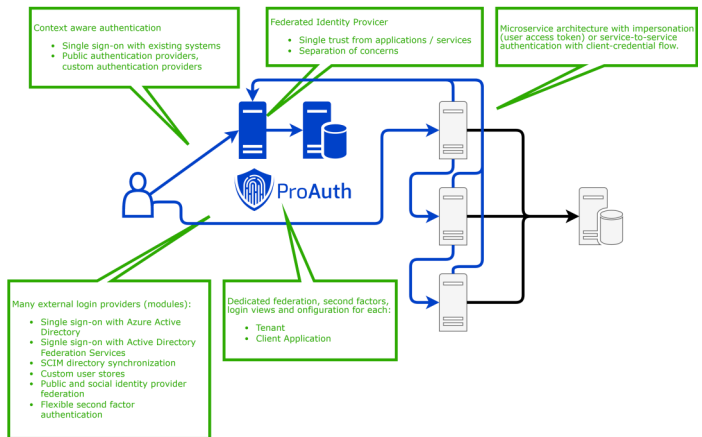 Context aware authentication
• Single sign-on with existing systems
• Public authentication providers,
custom authentication providers
Federated Identity Provicer
• Single trust from applications / services
• Separation of concerns
Microservice architecture with impersonation
(user access token) or service-to-service
authentication with client-credential flow.
ProAuth
Many external login providers (modules):
• Single sign-on with Azure Active
Directory
• Signle sign-on with Active Directory
Federation Services
• SCIM directory synchronization
• Custom user stores
• Public and social identity provider
federation
• Flexible second factor
authentication
Dedicated federation, second factors,
login views and onfiguration for each:
• Tenant
• Client Application